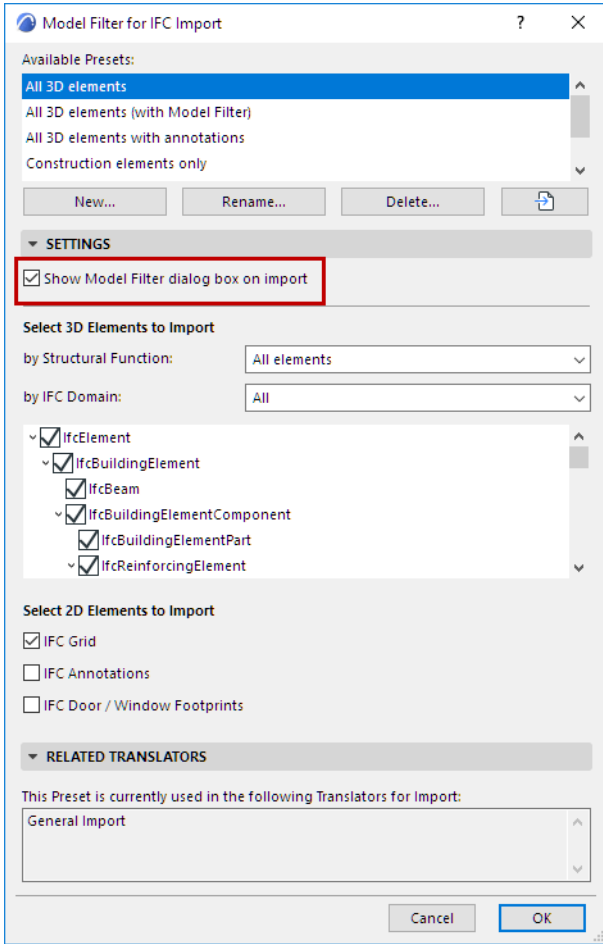 Model Filter for IFC Import
?
Available Presets:
All 3D elements
All 3D elements (with Model Filter)
All 3D elements with annotations
Construction elements only
New... Rename... Delete...
SETTINGS
Show Model Filter dialog box on import
Select 3D Elements to Import
by Structural Function: All elements
by IFC Domain: All
IfcElement
IfcBuildingElement
IfcBeam
IfcBuildingElementComponent
IfcBuildingElementPart
IfcReinforcingElement
Select 2D Elements to Import
IFC Grid
IFC Annotations
IFC Door / Window Footprints
RELATED TRANSLATORS
This Preset is currently used in the following Translators for Import:
General Import
Cancel OK